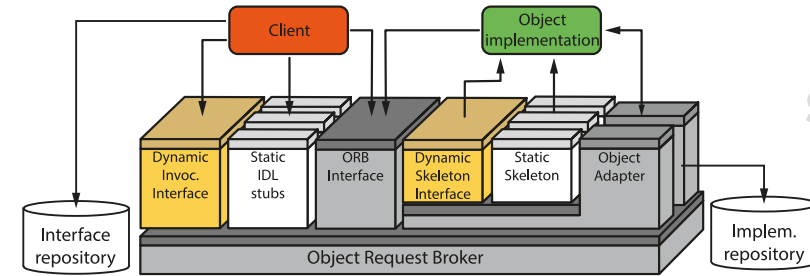 Client
Object
implementation
Dynamic
Invoc.
Interface
Static
IDL
stubs
ORB
Interface
Dynamic
Skeleton
Interface
Static
Skeleton
Object
Adapter
Interface
repository
Object Request Broker
Implem.
repository